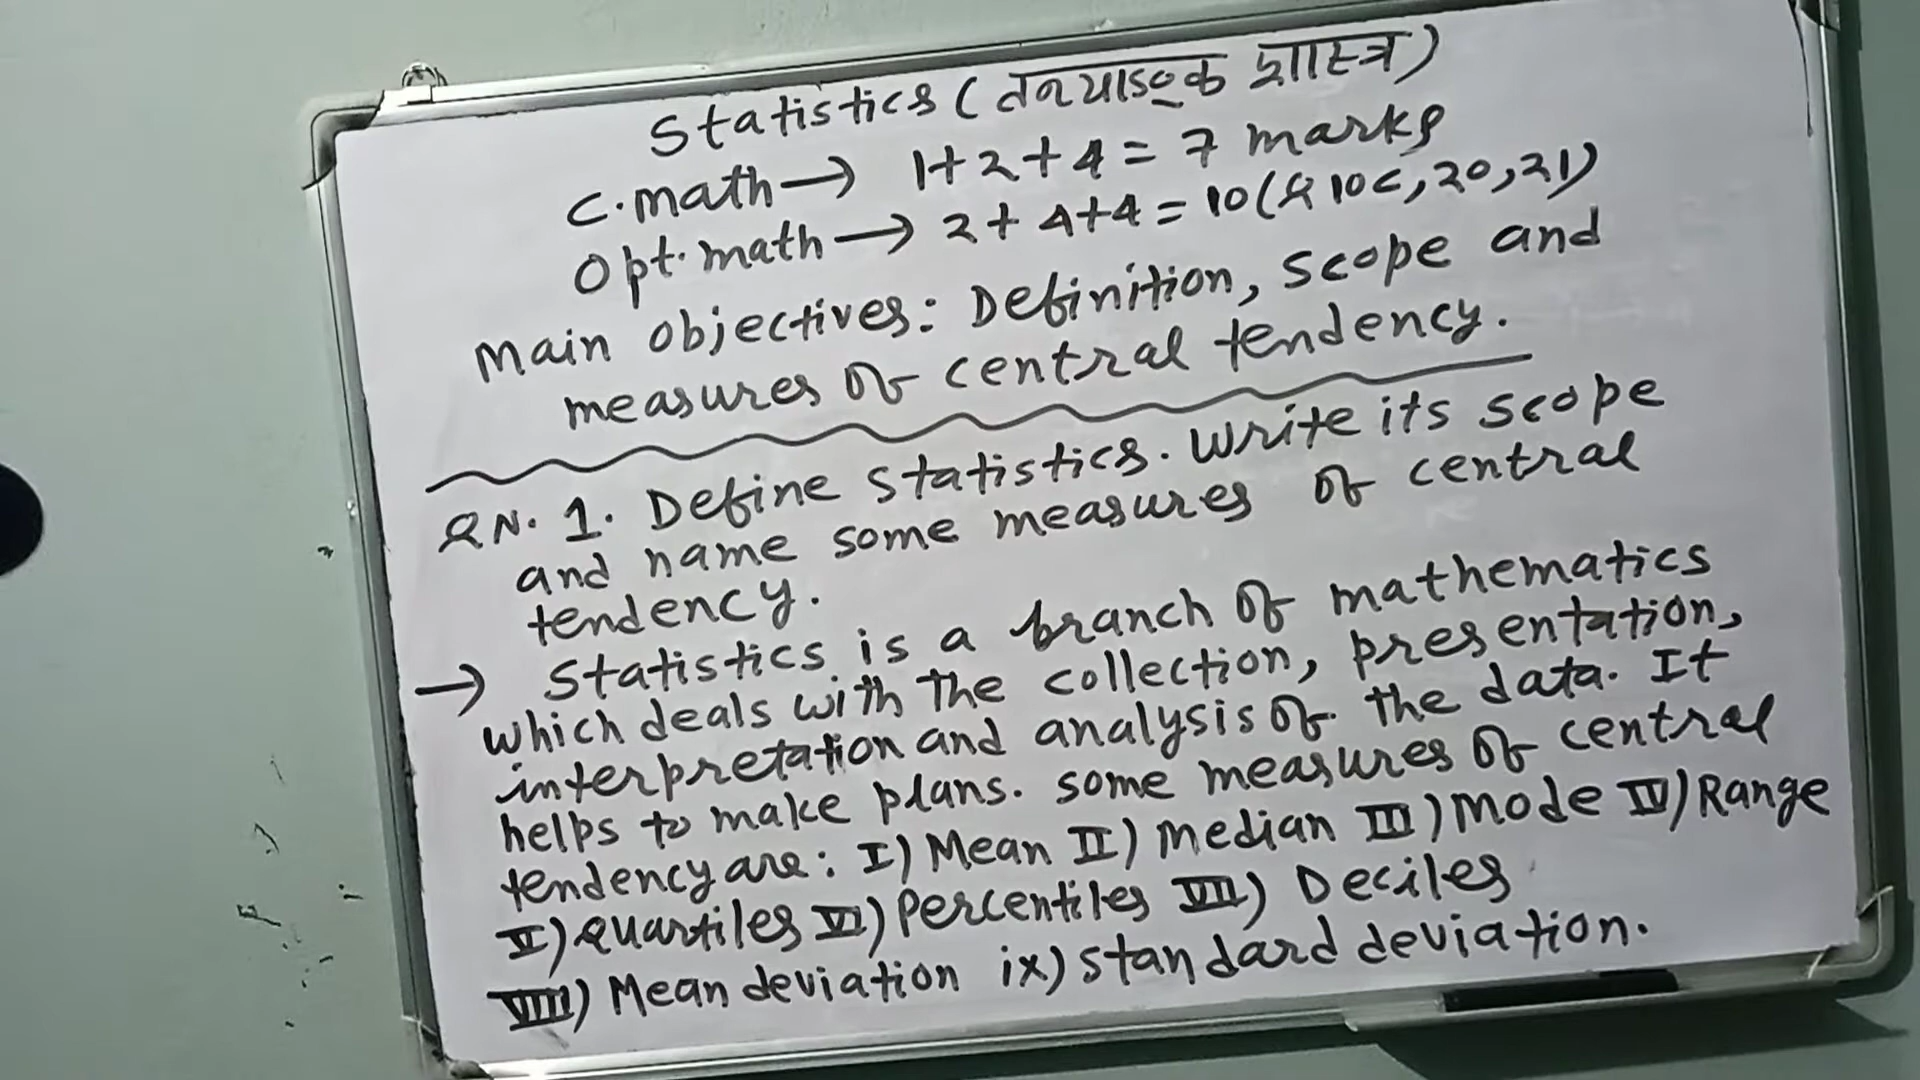 Statistics (तथ्याङ्क शास्त्र)
C.math → 1+2+4 = 7 marks
Opt.math → 2+4+4 = 10 (Q 10c, 20, 21)
Main objectives: Definition, scope and
measures of central tendency.
QN. 1. Define statistics. Write its scope
and name some measures of central
tendency.
→ Statistics is a branch of mathematics
which deals with the collection, presentation,
interpretation and analysis of the data. It
helps to make plans. some measures of central
tendency are: I) Mean II) Median III) Mode IV) Range
V) Quartiles VI) Percentiles VII) Deciles
VIII) Mean deviation ix) standard deviation.